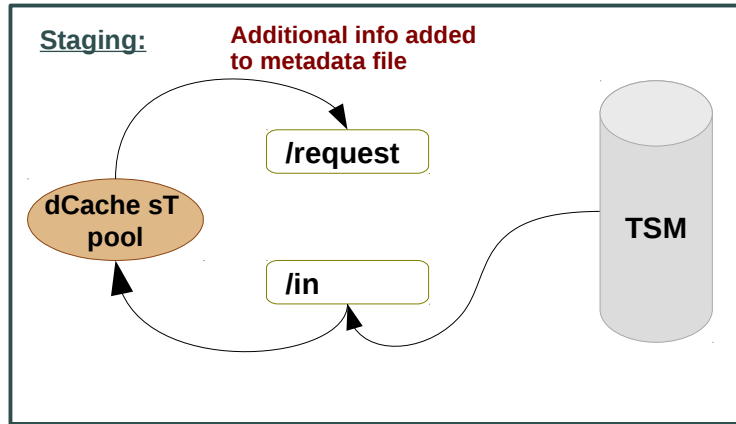 Staging:
Additional info added
to metadata file
/request
dCache sT
pool
TSM
/in